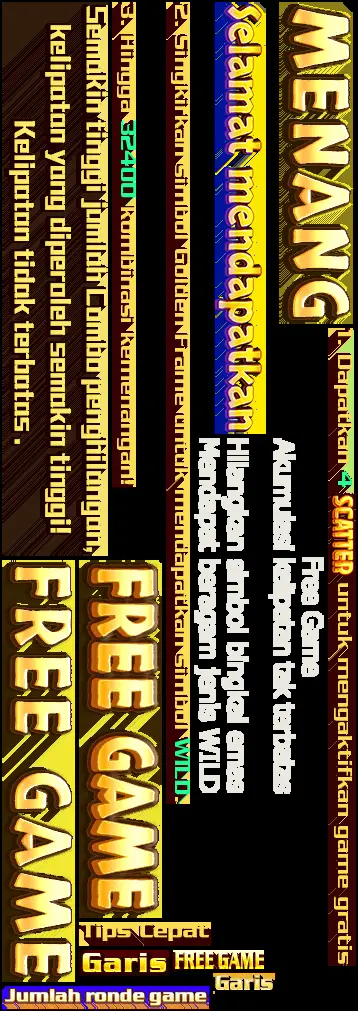 MENANG
1. Dapatkan 4 SCATTER untuk mengaktifkan game gratis
Selamat mendapatkan
Free Game
Akumulasi kelipatan tak terbatas
Hilangkan simbol bingkai emas
Mendapat beragam jenis WILD
2. Singkirkan simbol Golden Frame untuk mendapatkan simbol WILD.
3. Hingga 32400 kombinasi kemenangan!
Semakin tinggi jumlah Combo penghilangan,
kelipatan yang diperoleh semakin tinggi!
Kelipatan tidak terbatas .
FREE GAME
FREE GAME
Tips Cepat
Garis
FREE GAME
Garis
Jumlah ronde game